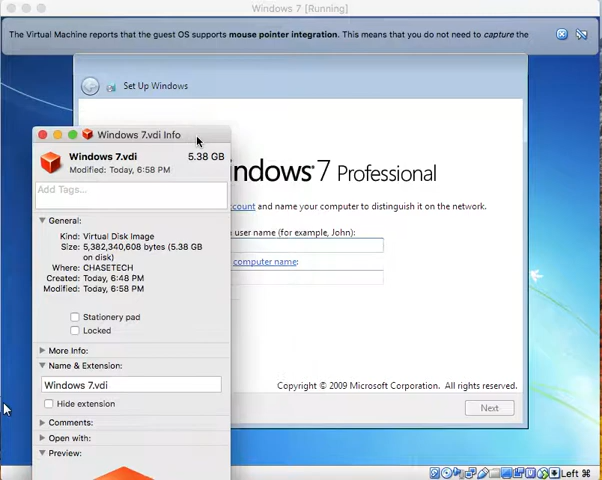 Windows 7 [Running]
The Virtual Machine reports that the guest OS supports mouse pointer integration. This means that you do not need to capture the
Set Up Windows
Windows 7.vdi Info
Windows 7.vdi 5.38 GB
Modified: Today, 6:58 PM
Add Tags...
General:
Kind: Virtual Disk Image
Size: 5,382,340,608 bytes (5.38 GB
on disk)
Where: CHASETECH
Created: Today, 6:48 PM
Modified: Today, 6:58 PM
Stationery pad
Locked
More Info:
Name & Extension:
Windows 7.vdi
Hide extension
Comments:
Open with:
Preview:
ndows 7 Professional
count and name your computer to distinguish it on the network.
user name (for example, John):
computer name:
Copyright © 2009 Microsoft Corporation. All rights reserved.
Next
Left ⌘